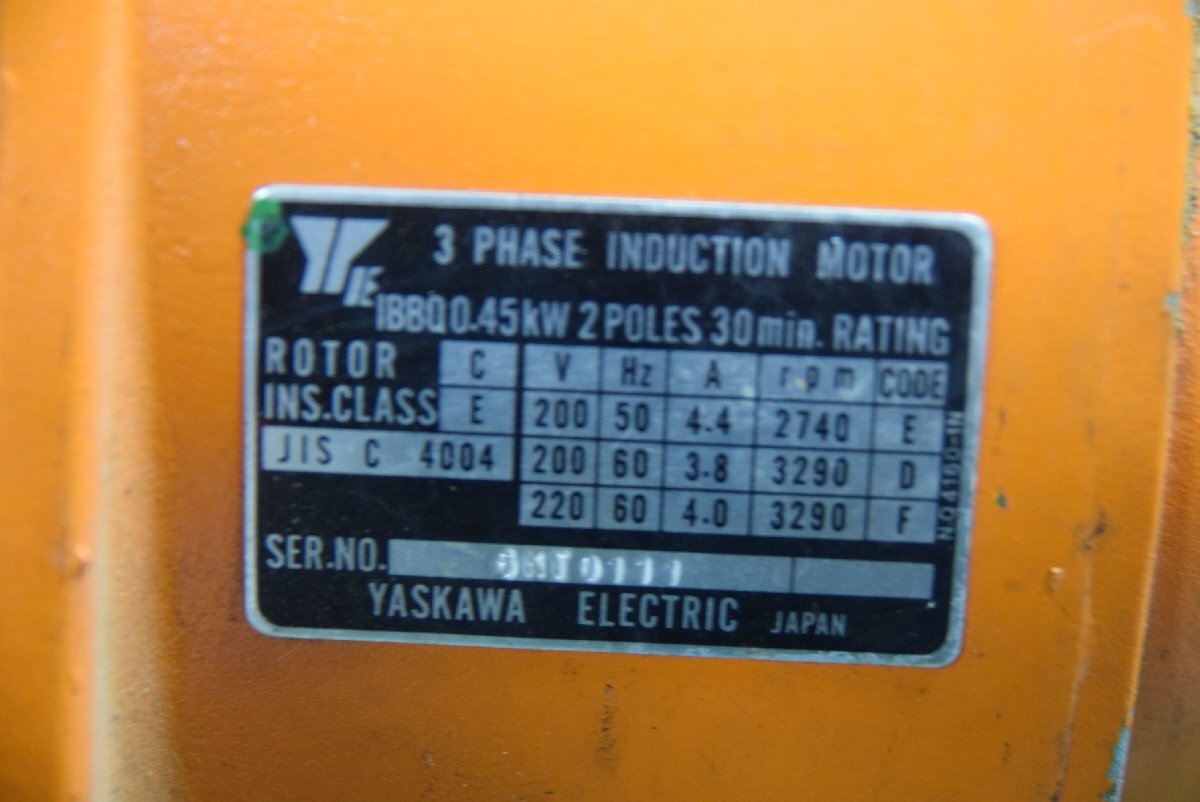 3 PHASE INDUCTION MOTOR
IBBQ 0.45kW 2 POLES 30min. RATING
ROTOR C
INS.CLASS E
JIS C 4004
V Hz A rpm CODE
200 50 4.4 2740 E
200 60 3.8 3290 D
220 60 4.0 3290 F
SER.NO.
YASKAWA ELECTRIC JAPAN